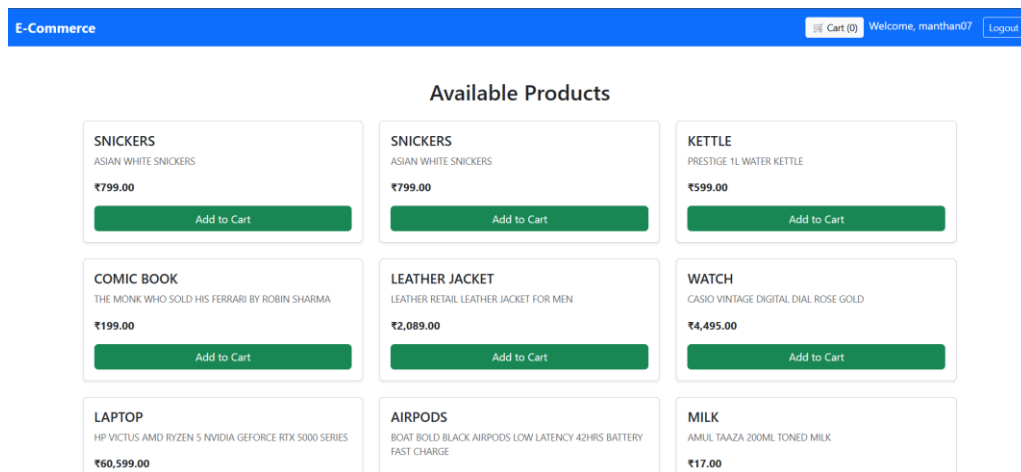 E-Commerce
🛒 Cart (0) Welcome, manthan07 Logout
Available Products
SNICKERS
ASIAN WHITE SNICKERS
₹799.00
Add to Cart
SNICKERS
ASIAN WHITE SNICKERS
₹799.00
Add to Cart
KETTLE
PRESTIGE 1L WATER KETTLE
₹599.00
Add to Cart
COMIC BOOK
THE MONK WHO SOLD HIS FERRARI BY ROBIN SHARMA
₹199.00
Add to Cart
LEATHER JACKET
LEATHER RETAIL LEATHER JACKET FOR MEN
₹2,089.00
Add to Cart
WATCH
CASIO VINTAGE DIGITAL DIAL ROSE GOLD
₹4,495.00
Add to Cart
LAPTOP
HP VICTUS AMD RYZEN 5 NVIDIA GEFORCE RTX 5000 SERIES
₹60,599.00
AIRPODS
BOAT BOLD BLACK AIRPODS LOW LATENCY 42HRS BATTERY
FAST CHARGE
MILK
AMUL TAAZA 200ML TONED MILK
₹17.00